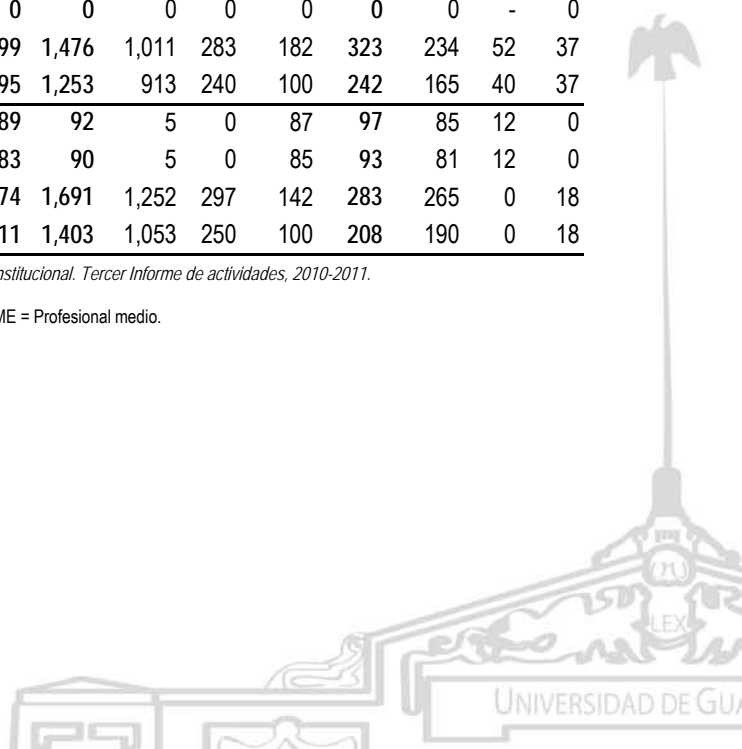 0 0 0 0 0 0 0 - 0
99 1,476 1,011 283 182 323 234 52 37
95 1,253 913 240 100 242 165 40 37
89 92 5 0 87 97 85 12 0
83 90 5 0 85 93 81 12 0
74 1,691 1,252 297 142 283 265 0 18
11 1,403 1,053 250 100 208 190 0 18
nstitucional. Tercer Informe de actividades, 2010-2011.
ME = Profesional medio.
LEX
UNIVERSIDAD DE GUA